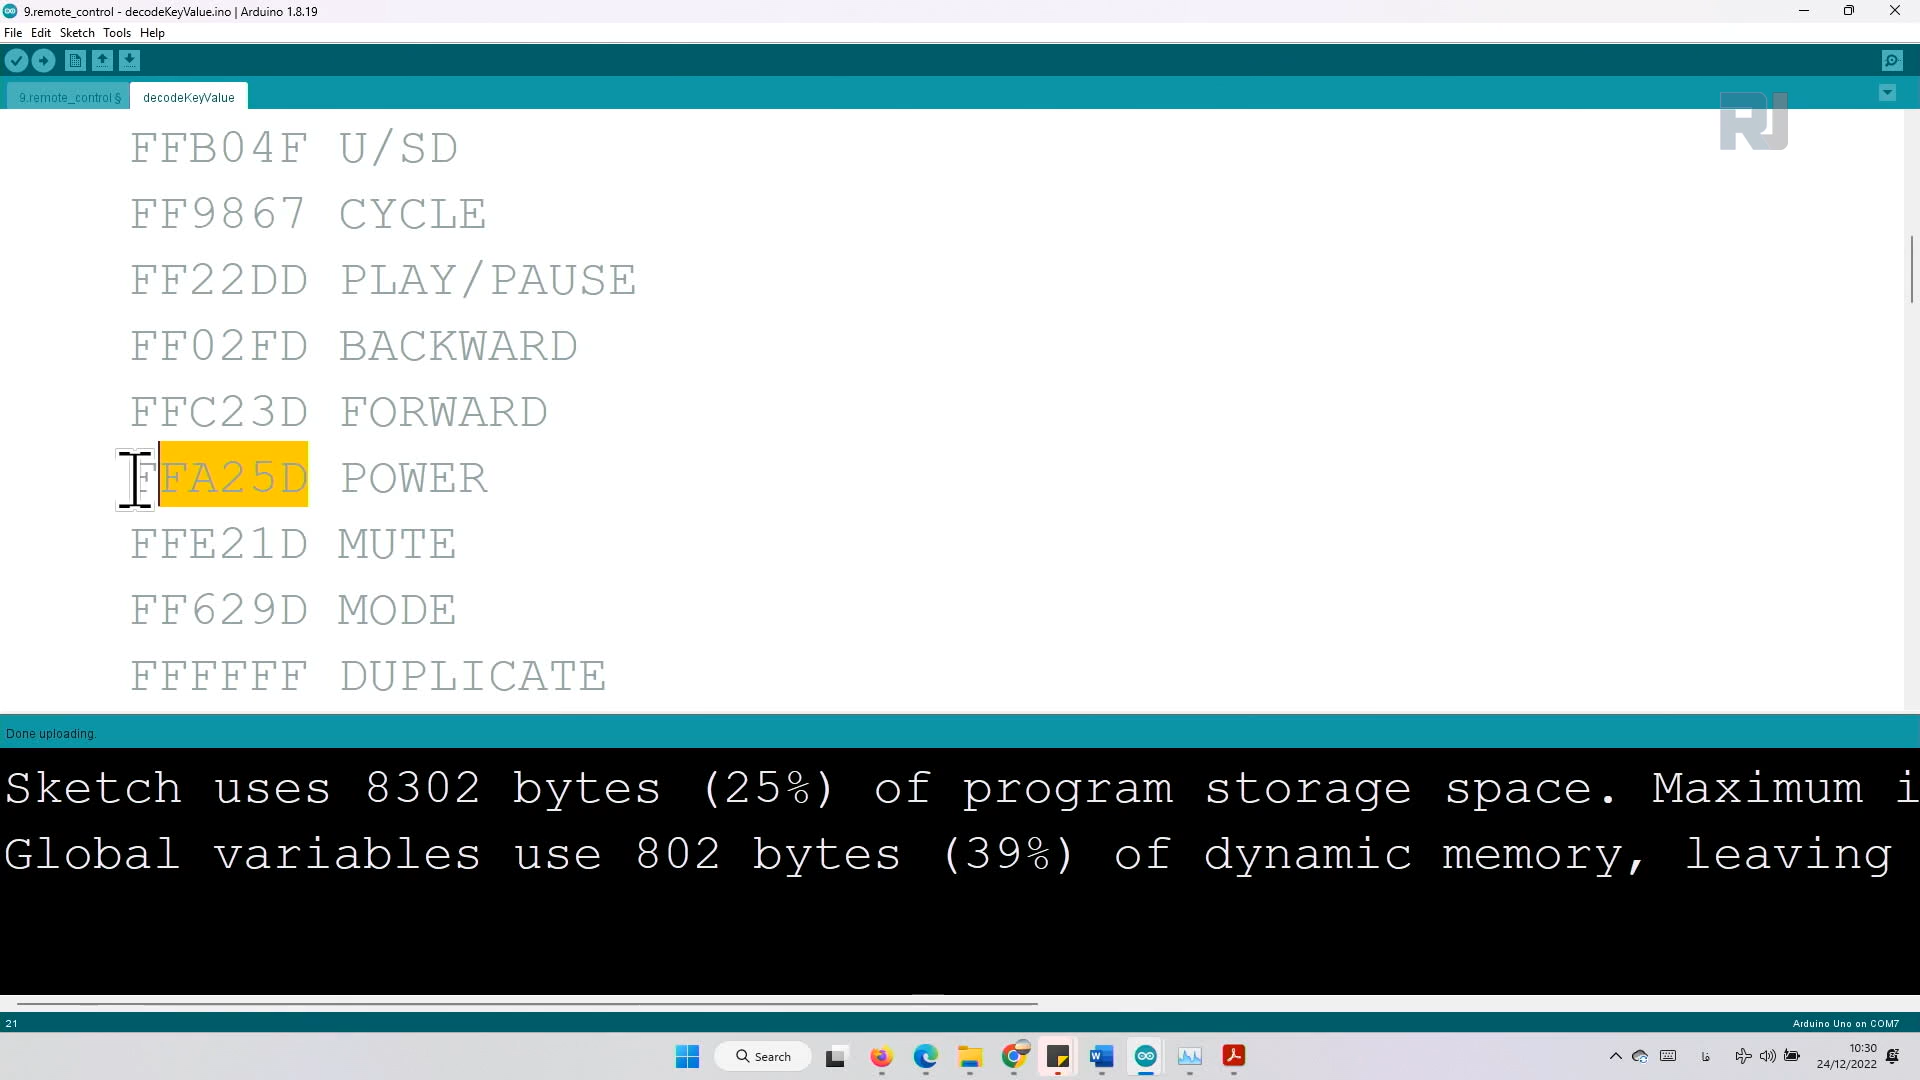 9.remote_control - decodeKeyValue.ino | Arduino 1.8.19
File Edit Sketch Tools Help
9.remote_control § decodeKeyValue
RJ
FFB04F U/SD
FF9867 CYCLE
FF22DD PLAY/PAUSE
FF02FD BACKWARD
FFC23D FORWARD
FFA25D POWER
FFE21D MUTE
FF629D MODE
FFFFFF DUPLICATE
Done uploading.
Sketch uses 8302 bytes (25%) of program storage space. Maximum i
Global variables use 802 bytes (39%) of dynamic memory, leaving
21
Arduino Uno on COM7
Search
فا
10:30
24/12/2022